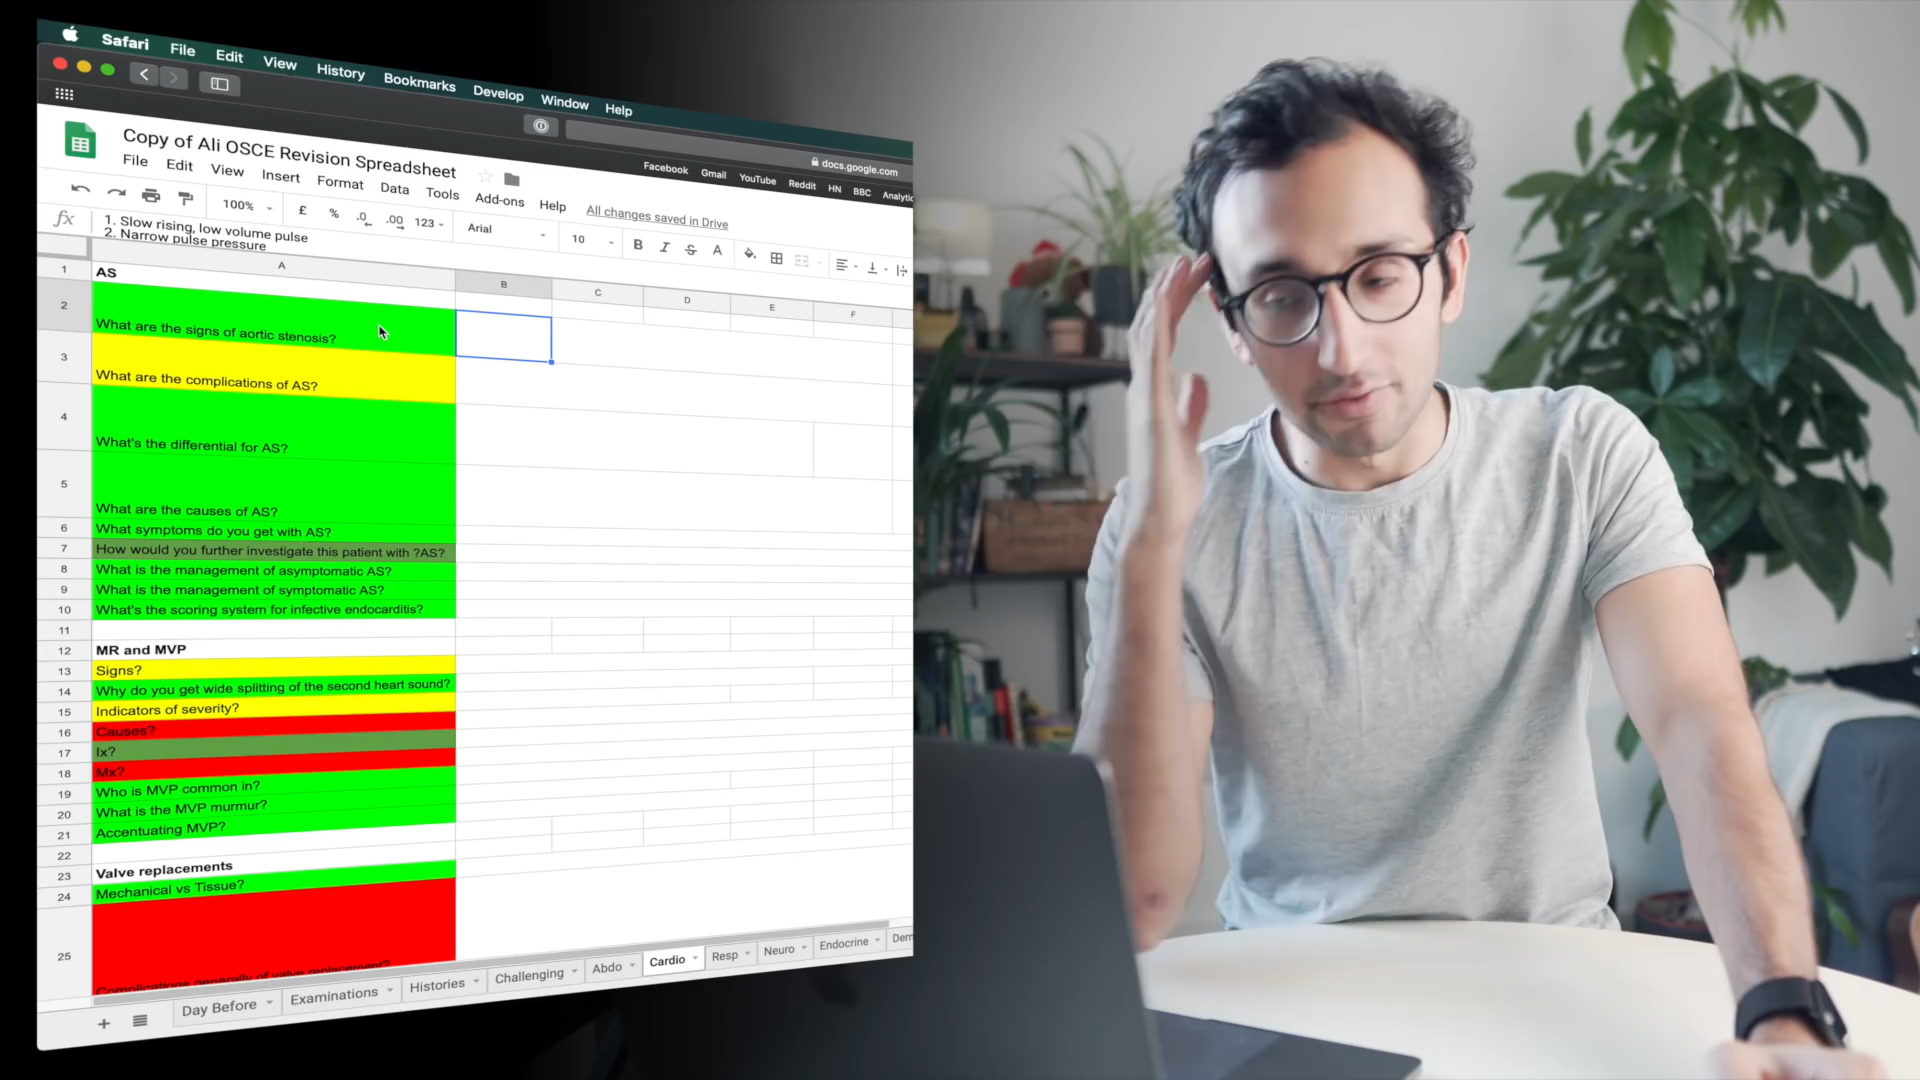 Safari File Edit View History Bookmarks Develop Window Help
docs.google.com
Facebook Gmail YouTube Reddit HN BBC
Copy of Ali OSCE Revision Spreadsheet
File Edit View Insert Format Data Tools Add-ons Help All changes saved in Drive
100% £ % .0 .00 123 Arial 10 B I S A
fx 1. Slow rising, low volume pulse
2. Narrow pulse pressure
A B C D E F
1 AS
2 What are the signs of aortic stenosis?
3 What are the complications of AS?
4 What's the differential for AS?
5 What are the causes of AS?
6 What symptoms do you get with AS?
7 How would you further investigate this patient with ?AS?
8 What is the management of asymptomatic AS?
9 What is the management of symptomatic AS?
10 What's the scoring system for infective endocarditis?
11
12 MR and MVP
13 Signs?
14 Why do you get wide splitting of the second heart sound?
15 Indicators of severity?
16 Causes?
17 Ix?
18 Mx?
19 Who is MVP common in?
20 What is the MVP murmur?
21 Accentuating MVP?
22
23 Valve replacements
24 Mechanical vs Tissue?
25 Complications generally of valve replacement?
+ Day Before Examinations Histories Challenging Abdo Cardio Resp Neuro Endocrine